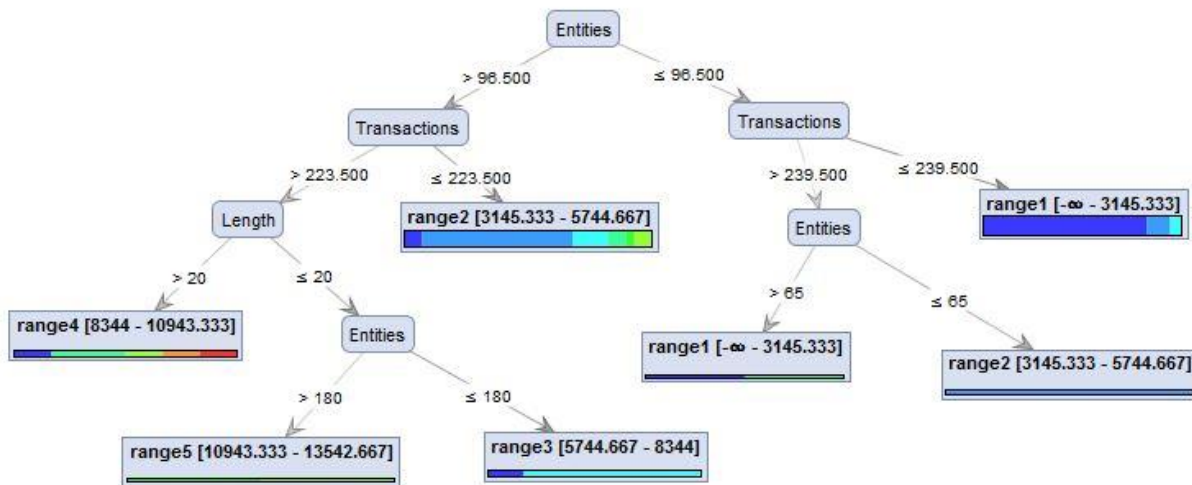 Entities
> 96.500
≤ 96.500
Transactions
Transactions
> 223.500
≤ 223.500
> 239.500
≤ 239.500
Length
range2 [3145.333 - 5744.667]
Entities
range1 [-∞ - 3145.333]
> 20
≤ 20
> 65
≤ 65
range4 [8344 - 10943.333]
Entities
range1 [-∞ - 3145.333]
range2 [3145.333 - 5744.667]
> 180
≤ 180
range5 [10943.333 - 13542.667]
range3 [5744.667 - 8344]